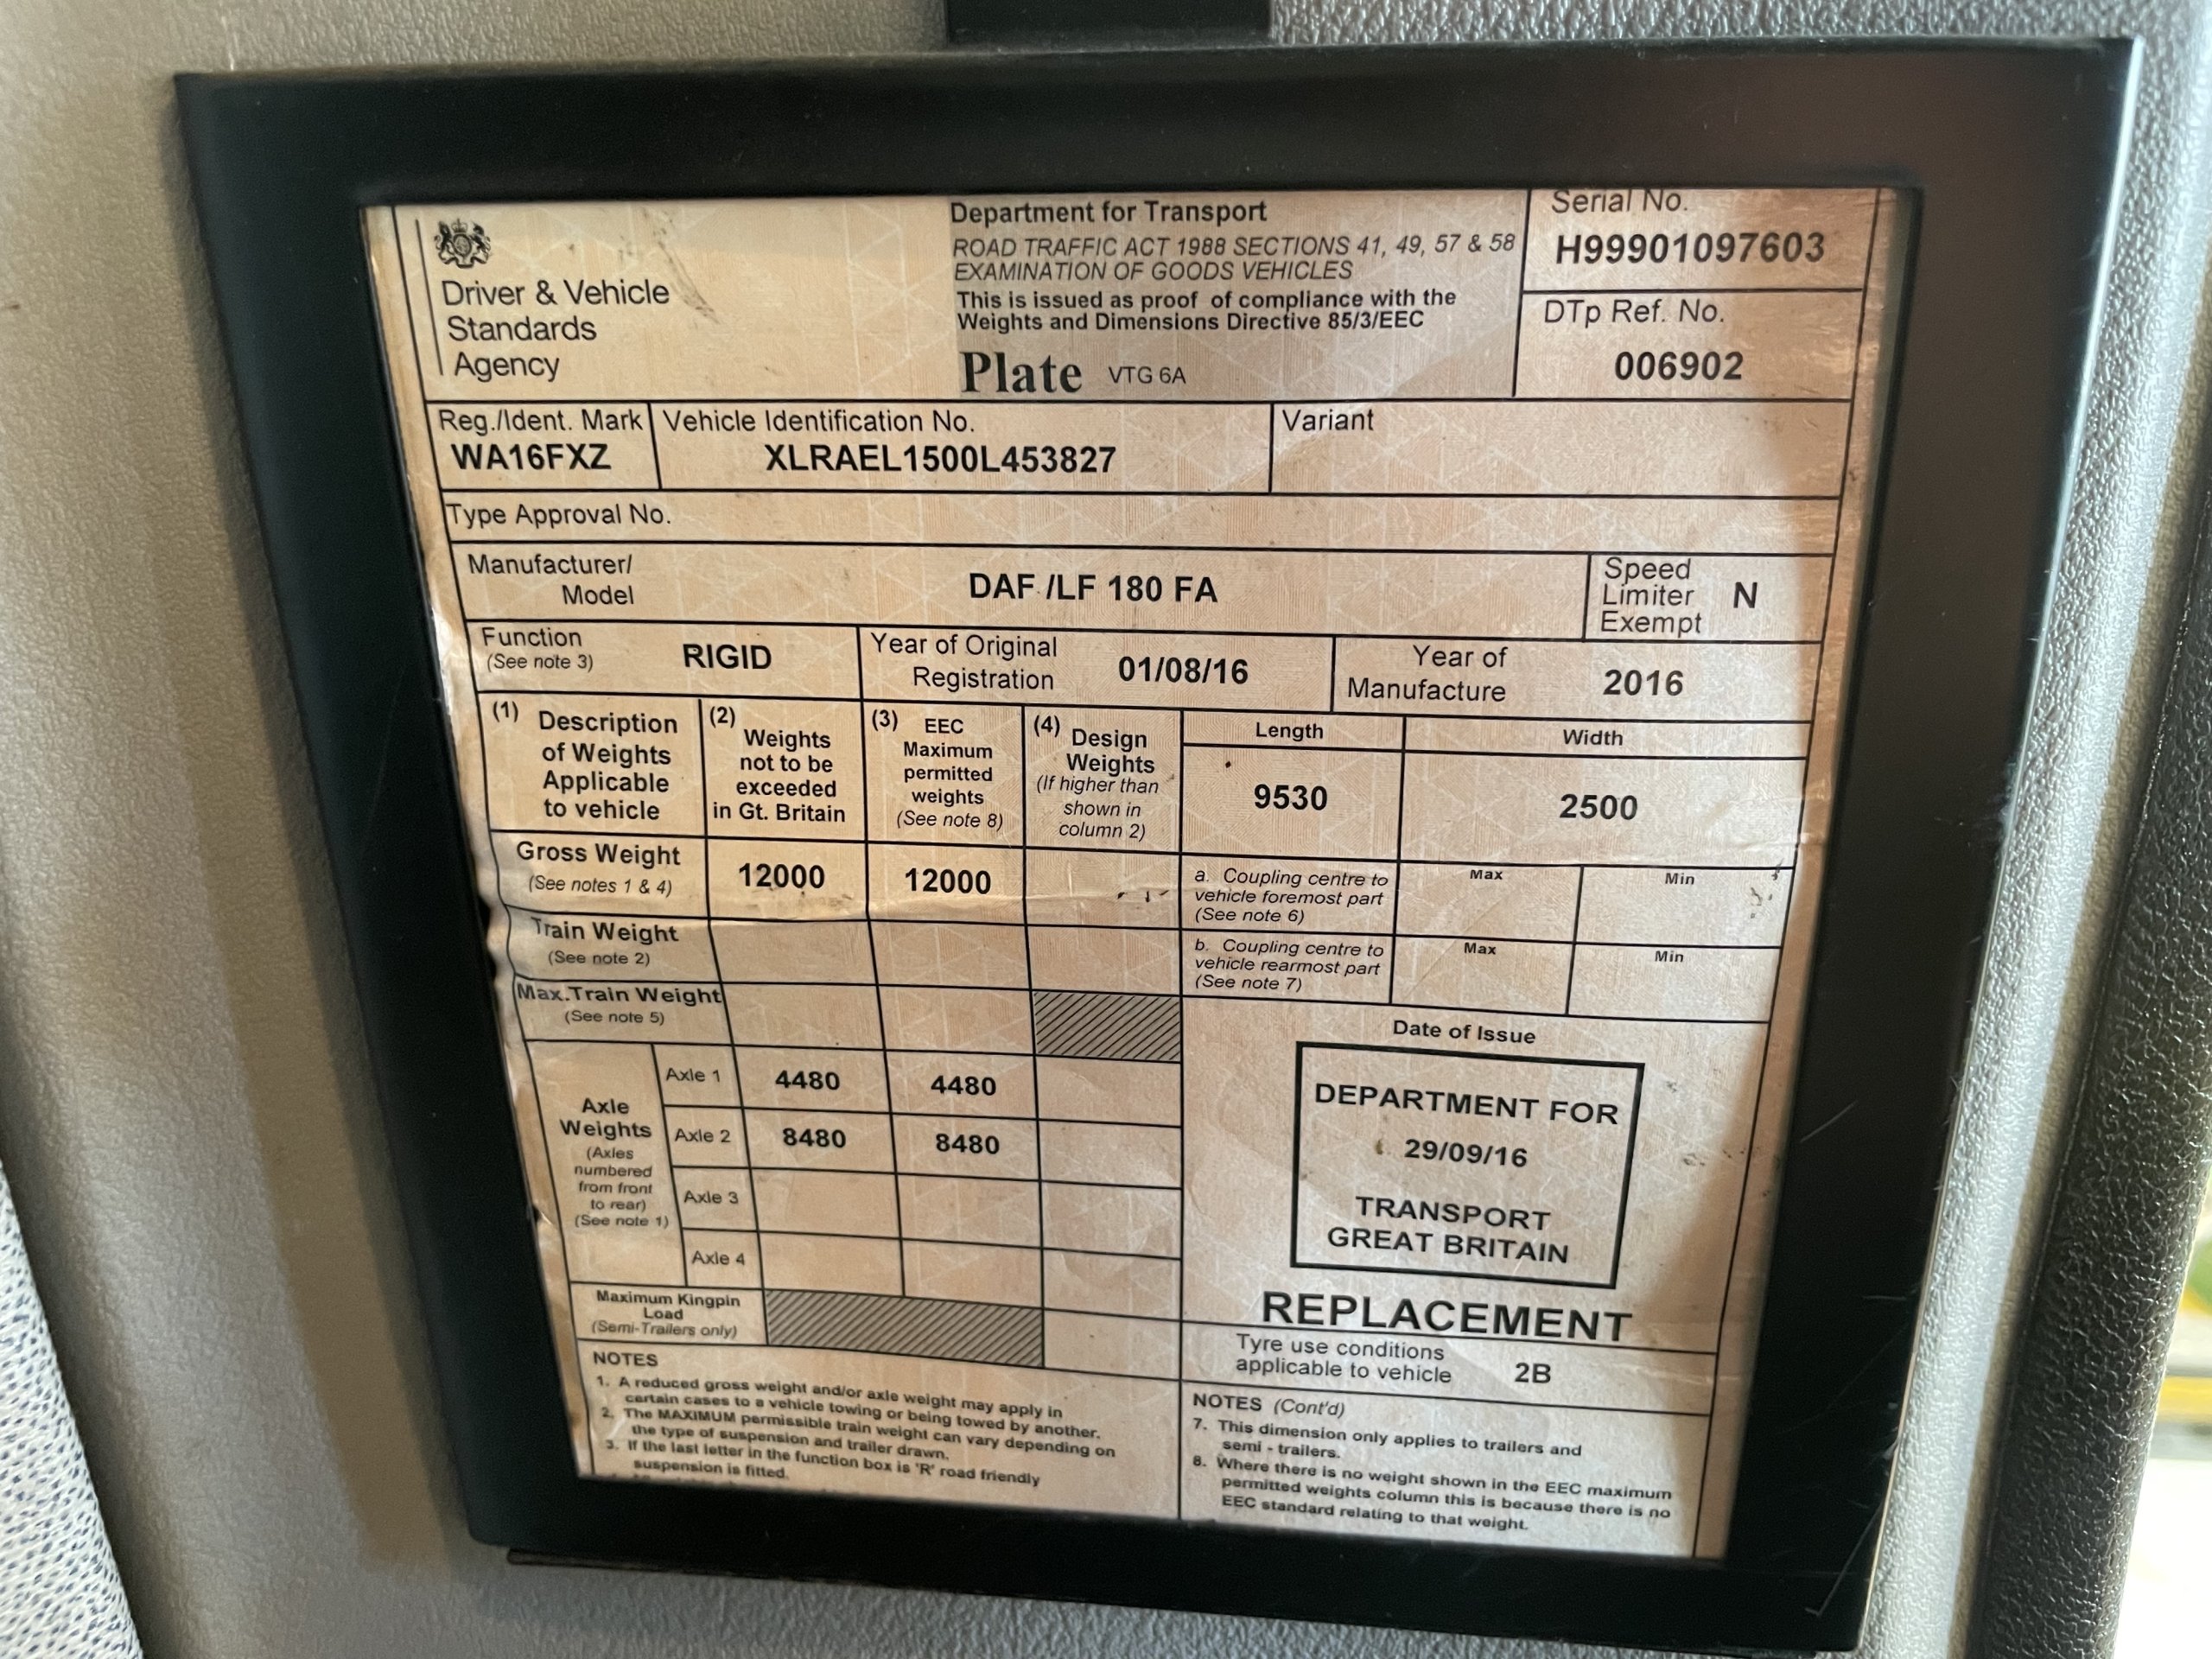 Driver & Vehicle
Standards
Agency
Department for Transport
ROAD TRAFFIC ACT 1988 SECTIONS 41, 49, 57 & 58
EXAMINATION OF GOODS VEHICLES
This is issued as proof of compliance with the
Weights and Dimensions Directive 85/3/EEC
Plate VTG 6A
Serial No.
H99901097603
DTp Ref. No.
006902
Reg./Ident. Mark
WA16FXZ
Vehicle Identification No.
XLRAEL1500L453827
Variant
Type Approval No.
Manufacturer/
Model
DAF /LF 180 FA
Speed
Limiter
Exempt
N
Function
(See note 3)
RIGID
Year of Original
Registration
01/08/16
Year of
Manufacture
2016
(1) Description
of Weights
Applicable
to vehicle
(2) Weights
not to be
exceeded
in Gt. Britain
(3) EEC
Maximum
permitted
weights
(See note 8)
(4) Design
Weights
(If higher than
shown in
column 2)
Length
9530
Width
2500
Gross Weight
(See notes 1 & 4)
12000
12000
a. Coupling centre to
vehicle foremost part
(See note 6)
Max
Min
Train Weight
(See note 2)
b. Coupling centre to
vehicle rearmost part
(See note 7)
Max
Min
Max.Train Weight
(See note 5)
Axle
Weights
(Axles
numbered
from front
to rear)
(See note 1)
Axle 1
4480
4480
Axle 2
8480
8480
Axle 3
Axle 4
Maximum Kingpin
Load
(Semi-Trailers only)
Date of Issue
DEPARTMENT FOR
29/09/16
TRANSPORT
GREAT BRITAIN
REPLACEMENT
Tyre use conditions
applicable to vehicle
2B
NOTES
1. A reduced gross weight and/or axle weight may apply in
certain cases to a vehicle towing or being towed by another.
2. The MAXIMUM permissible train weight can vary depending on
the type of suspension and trailer drawn.
3. If the last letter in the function box is 'R' road friendly
suspension is fitted.
NOTES (Cont'd)
7. This dimension only applies to trailers and
semi - trailers.
8. Where there is no weight shown in the EEC maximum
permitted weights column this is because there is no
EEC standard relating to that weight.